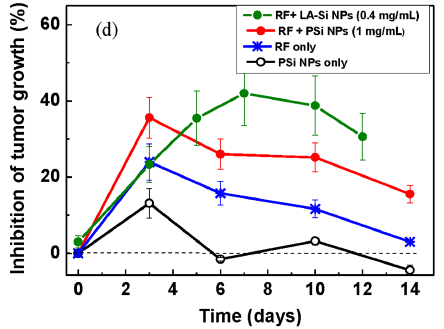 (d)
RF+ LA-Si NPs (0.4 mg/mL)
RF + PSi NPs (1 mg/mL)
RF only
PSi NPs only
Inhibition of tumor growth (%)
60
40
20
0
0 2 4 6 8 10 12 14
Time (days)